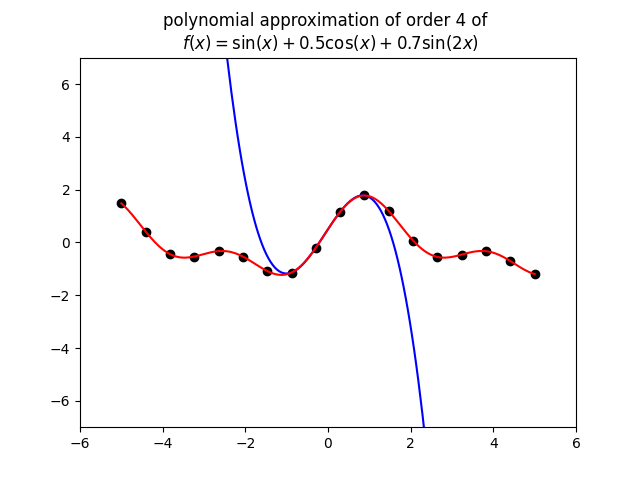 polynomial approximation of order 4 of
f(x) = sin(x) + 0.5cos(x) + 0.7sin(2x)
6
4
2
0
−2
−4
−6
−6 −4 −2 0 2 4 6